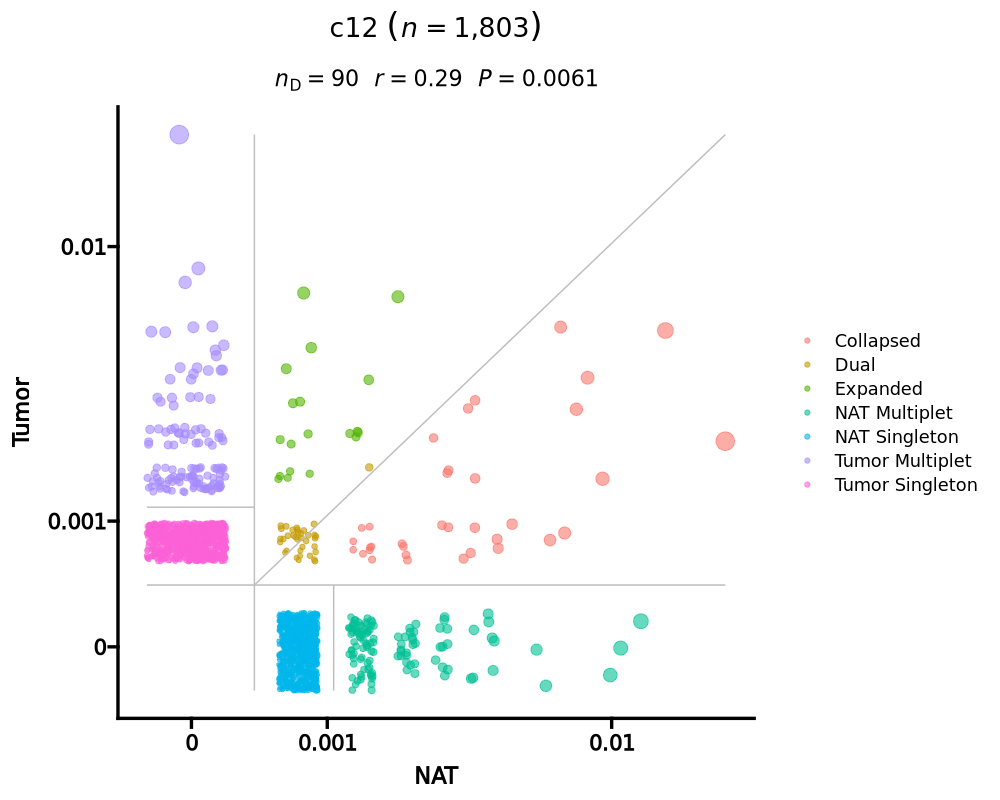 c12 (n = 1,803)
nD = 90 r = 0.29 P = 0.0061
Tumor
0.01
0.001
0
0 0.001 0.01
NAT
Collapsed
Dual
Expanded
NAT Multiplet
NAT Singleton
Tumor Multiplet
Tumor Singleton